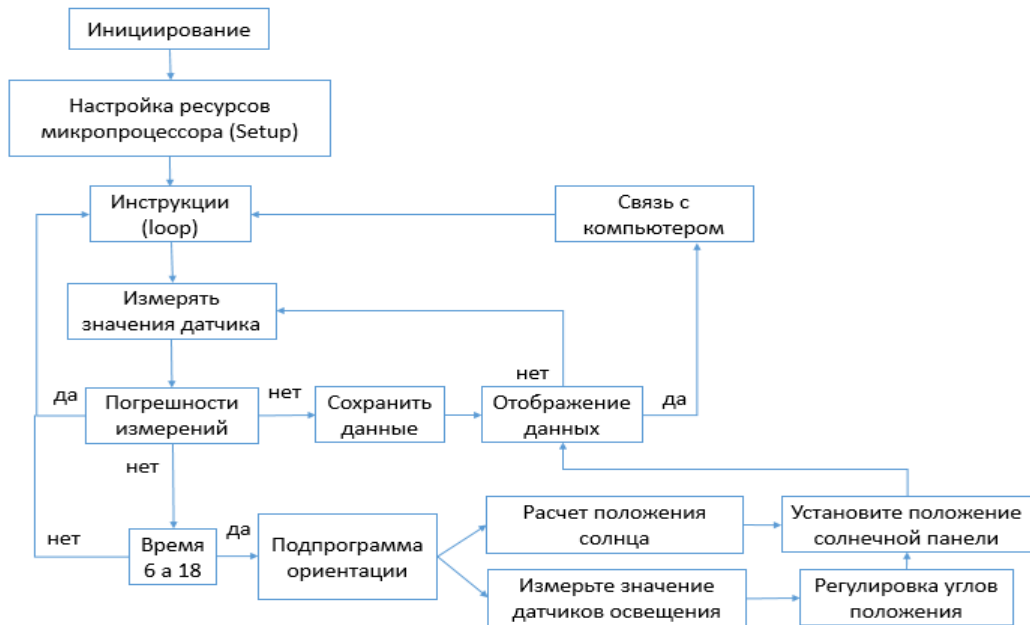 Инициирование
Настройка ресурсов
микропроцессора (Setup)
Инструкции
(loop)
Связь с
компьютером
Измерять
значения датчика
нет
да
Погрешности
измерений
нет
Сохранить
данные
Отображение
данных
да
нет
нет
Время
6 а 18
да
Подпрограмма
ориентации
Расчет положения
солнца
Установите положение
солнечной панели
Измерьте значение
датчиков освещения
Регулировка углов
положения